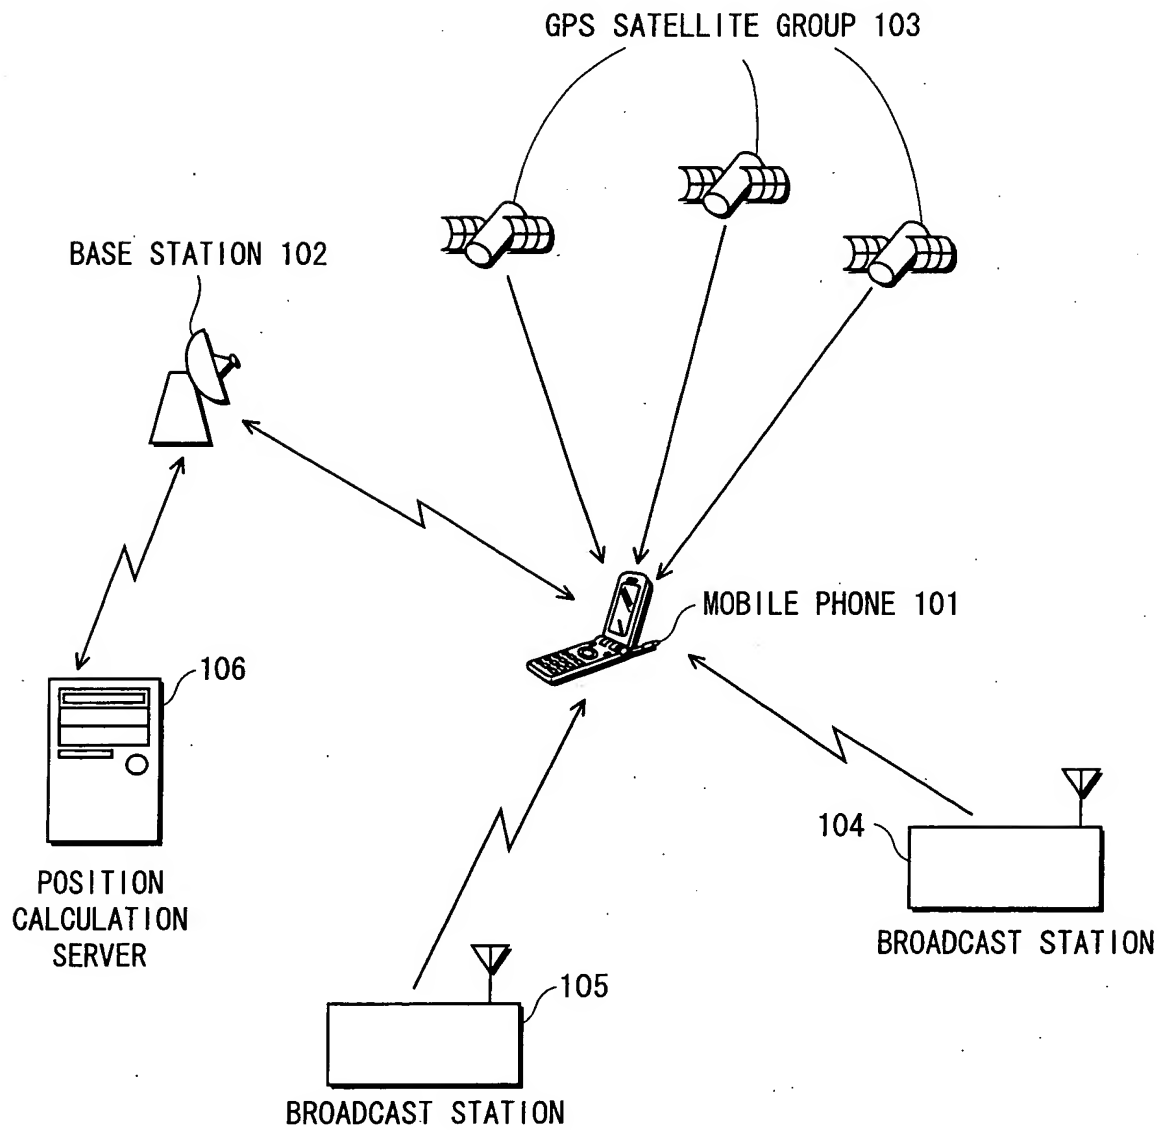 GPS SATELLITE GROUP 103
BASE STATION 102
MOBILE PHONE 101
106
104
POSITION
CALCULATION
SERVER
BROADCAST STATION
105
BROADCAST STATION